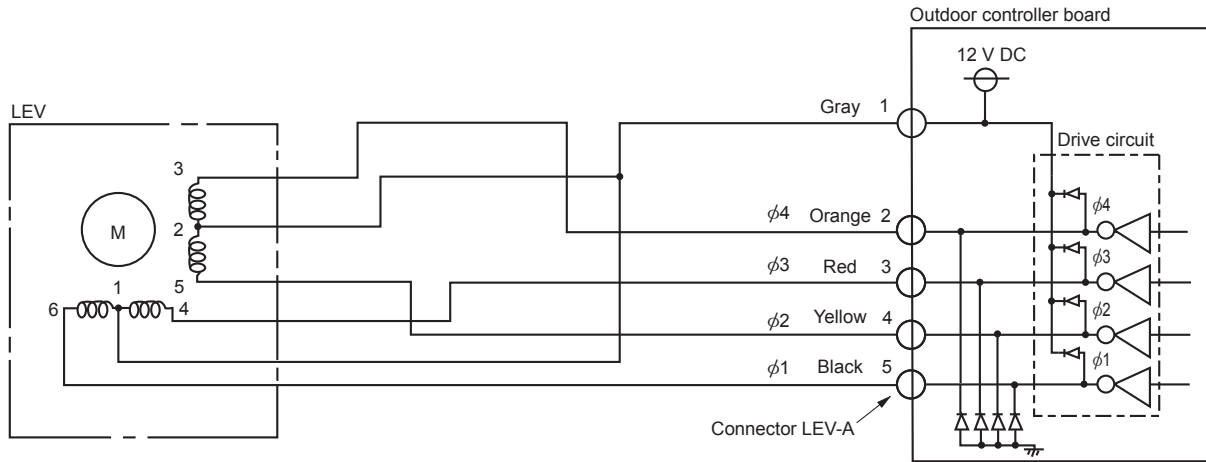 Outdoor controller board
12 V DC
Gray 1
LEV
Drive circuit
3
ϕ4
ϕ4 Orange 2
M
2
ϕ3
ϕ3 Red 3
5
1
6
4
ϕ2
ϕ2 Yellow 4
ϕ1
ϕ1 Black 5
Connector LEV-A